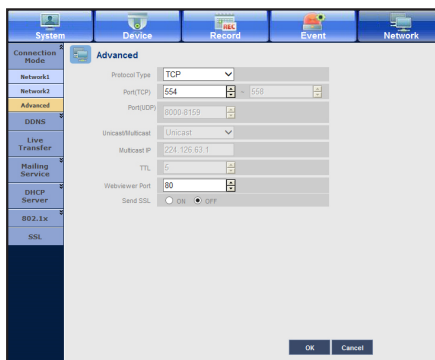 System Device Record Event Network
REC
Connection Mode
Network1
Network2
Advanced
DDNS
Live Transfer
Mailing Service
DHCP Server
802.1x
SSL
Advanced
Protocol Type TCP
Port(TCP) 554 ~ 558
Port(UDP) 8000-8159
Unicast/Multicast Unicast
Multicast IP 224.126.63.1
TTL 5
Webviewer Port 80
Send SSL ON OFF
OK Cancel